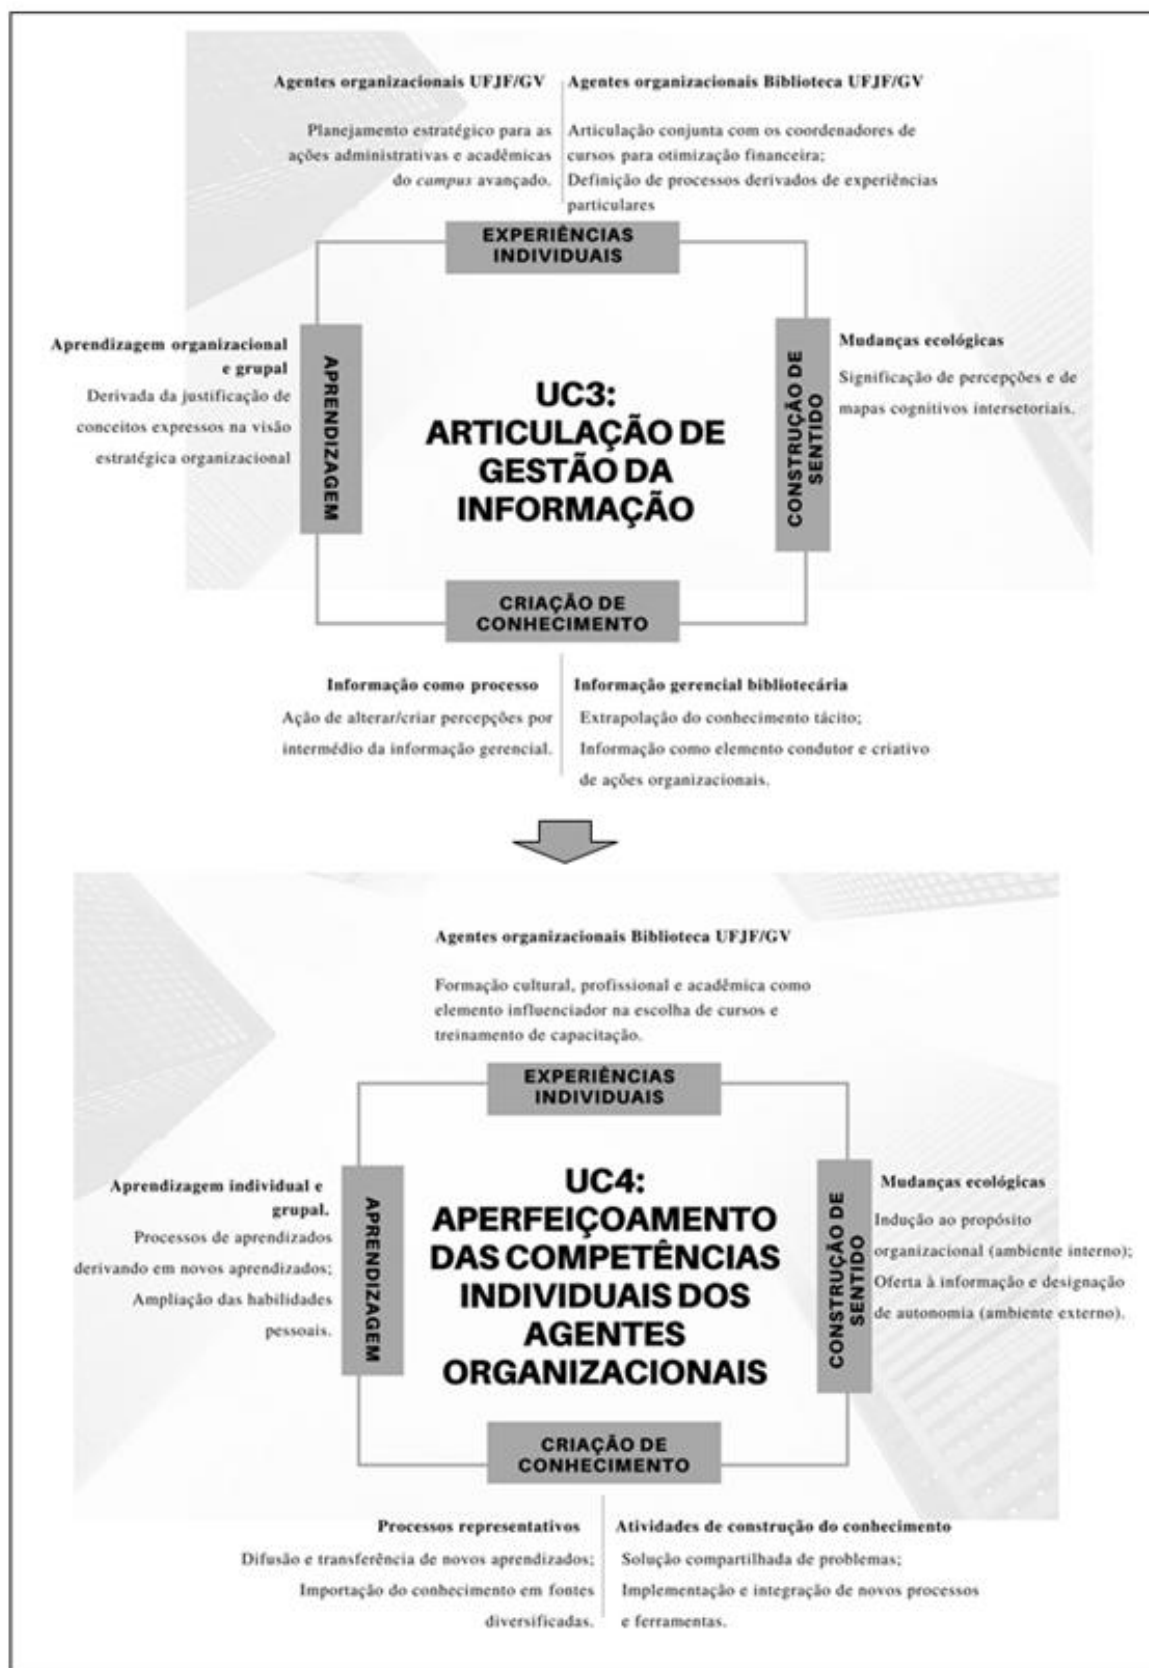 Agentes organizacionais UFJF/GV
Planejamento estratégico para as
ações administrativas e acadêmicas
do campus avançado.
Agentes organizacionais Biblioteca UFJF/GV
Articulação conjunta com os coordenadores de
cursos para otimização financeira;
Definição de processos derivados de experiências
particulares
EXPERIÊNCIAS
INDIVIDUAIS
Aprendizagem organizacional
e grupal
Derivada da justificação de
conceitos expressos na visão
estratégica organizacional
APRENDIZAGEM
UC3:
ARTICULAÇÃO DE
GESTÃO DA
INFORMAÇÃO
CONSTRUÇÃO DE
SENTIDO
Mudanças ecológicas
Significação de percepções e de
mapas cognitivos intersetoriais.
CRIAÇÃO DE
CONHECIMENTO
Informação como processo
Ação de alterar/criar percepções por
intermédio da informação gerencial.
Informação gerencial bibliotecária
Extrapolação do conhecimento tácito;
Informação como elemento condutor e criativo
de ações organizacionais.
Agentes organizacionais Biblioteca UFJF/GV
Formação cultural, profissional e acadêmica como
elemento influenciador na escolha de cursos e
treinamento de capacitação.
EXPERIÊNCIAS
INDIVIDUAIS
Aprendizagem individual e
grupal.
Processos de aprendizados
derivando em novos aprendizados;
Ampliação das habilidades
pessoais.
APRENDIZAGEM
UC4:
APERFEIÇOAMENTO
DAS COMPETÊNCIAS
INDIVIDUAIS DOS
AGENTES
ORGANIZACIONAIS
CONSTRUÇÃO DE
SENTIDO
Mudanças ecológicas
Indução ao propósito
organizacional (ambiente interno);
Oferta à informação e designação
de autonomia (ambiente externo).
CRIAÇÃO DE
CONHECIMENTO
Processos representativos
Difusão e transferência de novos aprendizados;
Importação do conhecimento em fontes
diversificadas.
Atividades de construção do conhecimento
Solução compartilhada de problemas;
Implementação e integração de novos processos
e ferramentas.